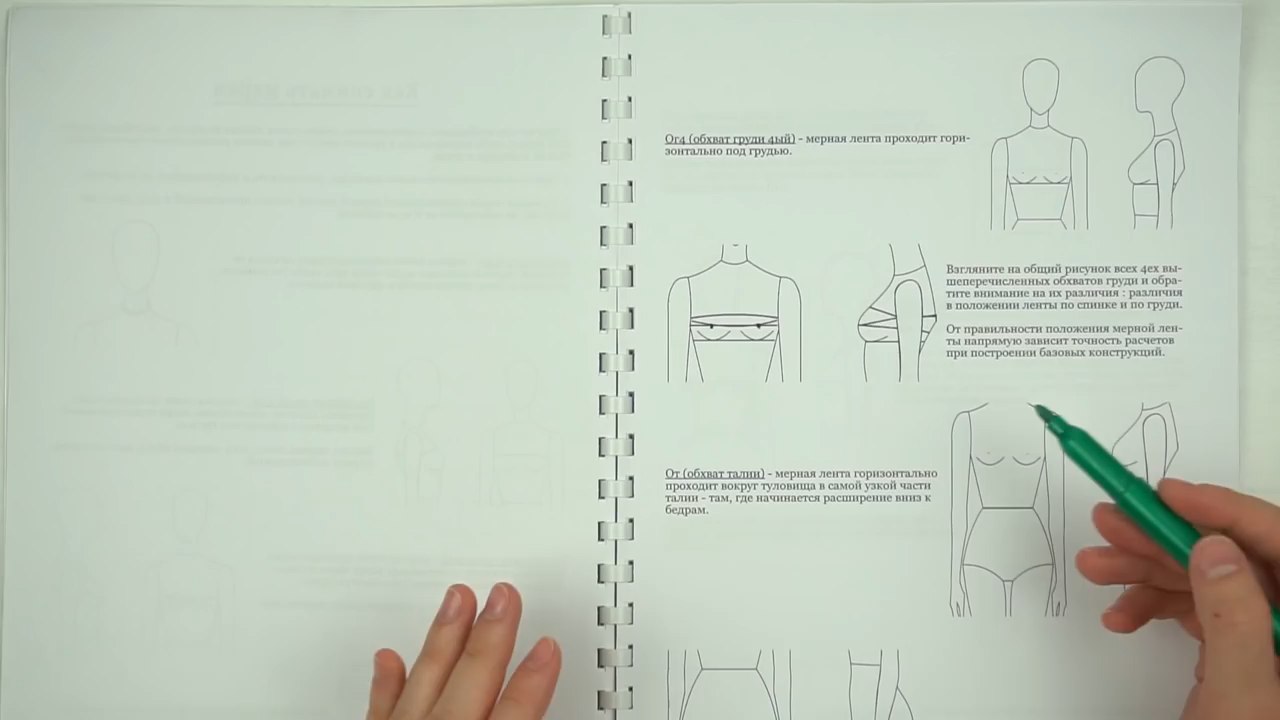 Ог4 (обхват груди 4ый) - мерная лента проходит гори-
зонтально под грудью.
Взгляните на общий рисунок всех 4ех вы-
шеперечисленных обхватов груди и обра-
тите внимание на их различия : различия
в положении ленты по спинке и по груди.
От правильности положения мерной лен-
ты напрямую зависит точность расчетов
при построении базовых конструкций.
От (обхват талии) - мерная лента горизонтально
проходит вокруг туловища в самой узкой части
талии - там, где начинается расширение вниз к
бедрам.